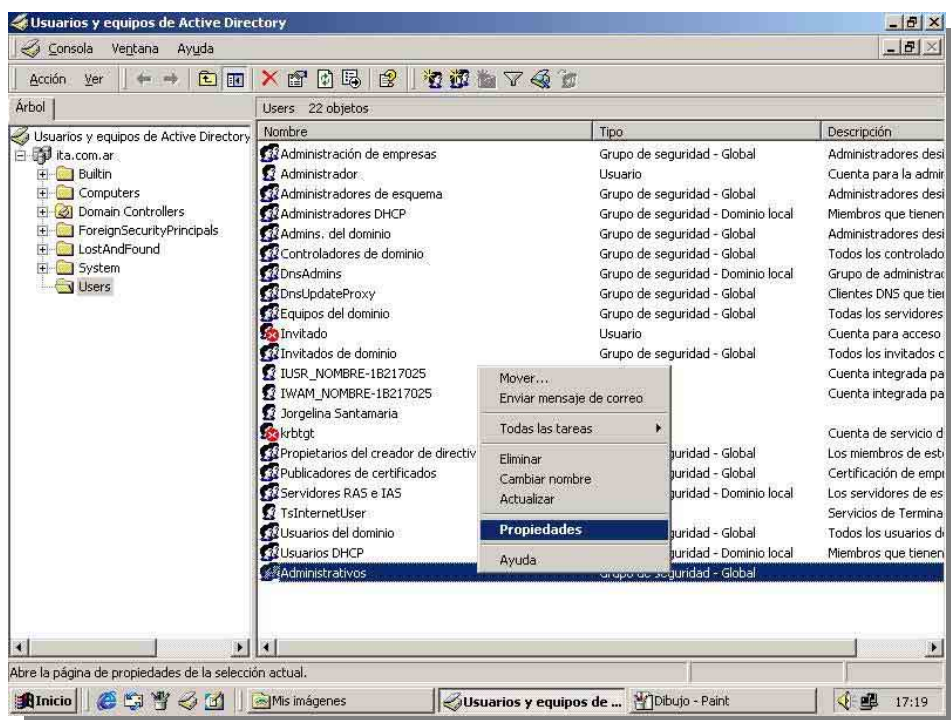 Usuarios y equipos de Active Directory
Consola Ventana Ayuda
Acción Ver
Árbol
Users 22 objetos
Usuarios y equipos de Active Directory
ita.com.ar
Builtin
Computers
Domain Controllers
ForeignSecurityPrincipals
LostAndFound
System
Users
Nombre Tipo Descripción
Administración de empresas Grupo de seguridad - Global Administradores desi
Administrador Usuario Cuenta para la admir
Administradores de esquema Grupo de seguridad - Global Administradores desi
Administradores DHCP Grupo de seguridad - Dominio local Miembros que tienen
Admins. del dominio Grupo de seguridad - Global Administradores desi
Controladores de dominio Grupo de seguridad - Global Todos los controlado
DnsAdmins Grupo de seguridad - Dominio local Grupo de administrac
DnsUpdateProxy Grupo de seguridad - Global Clientes DNS que tien
Equipos del dominio Grupo de seguridad - Global Todas los servidores
Invitado Usuario Cuenta para acceso
Invitados de dominio Grupo de seguridad - Global Todos los invitados
IUSR_NOMBRE-1B217025 Cuenta integrada pa
IWAM_NOMBRE-1B217025 Cuenta integrada pa
Jorgelina Santamaria
krbtgt Cuenta de servicio d
Propietarios del creador de directiv guridad - Global Los miembros de est
Publicadores de certificados guridad - Global Certificación de empr
Servidores RAS e IAS guridad - Dominio local Los servidores de es
TsInternetUser Servicios de Termina
Usuarios del dominio guridad - Global Todos los usuarios d
Usuarios DHCP guridad - Dominio local Miembros que tienen
Administrativos Grupo de seguridad - Global
Mover...
Enviar mensaje de correo
Todas las tareas
Eliminar
Cambiar nombre
Actualizar
Propiedades
Ayuda
Abre la página de propiedades de la selección actual.
Inicio Mis imágenes Usuarios y equipos de ... Dibujo - Paint 17:19